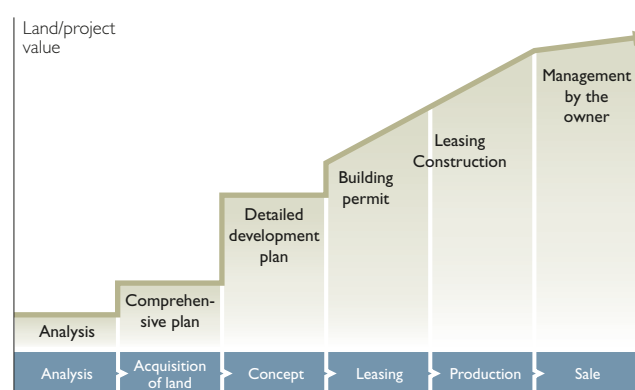 Land/project
value
Management
by the
owner
Leasing
Construction
Building
permit
Detailed
development
plan
Comprehen-
sive plan
Analysis
Analysis
Acquisition
of land
Concept
Leasing
Production
Sale